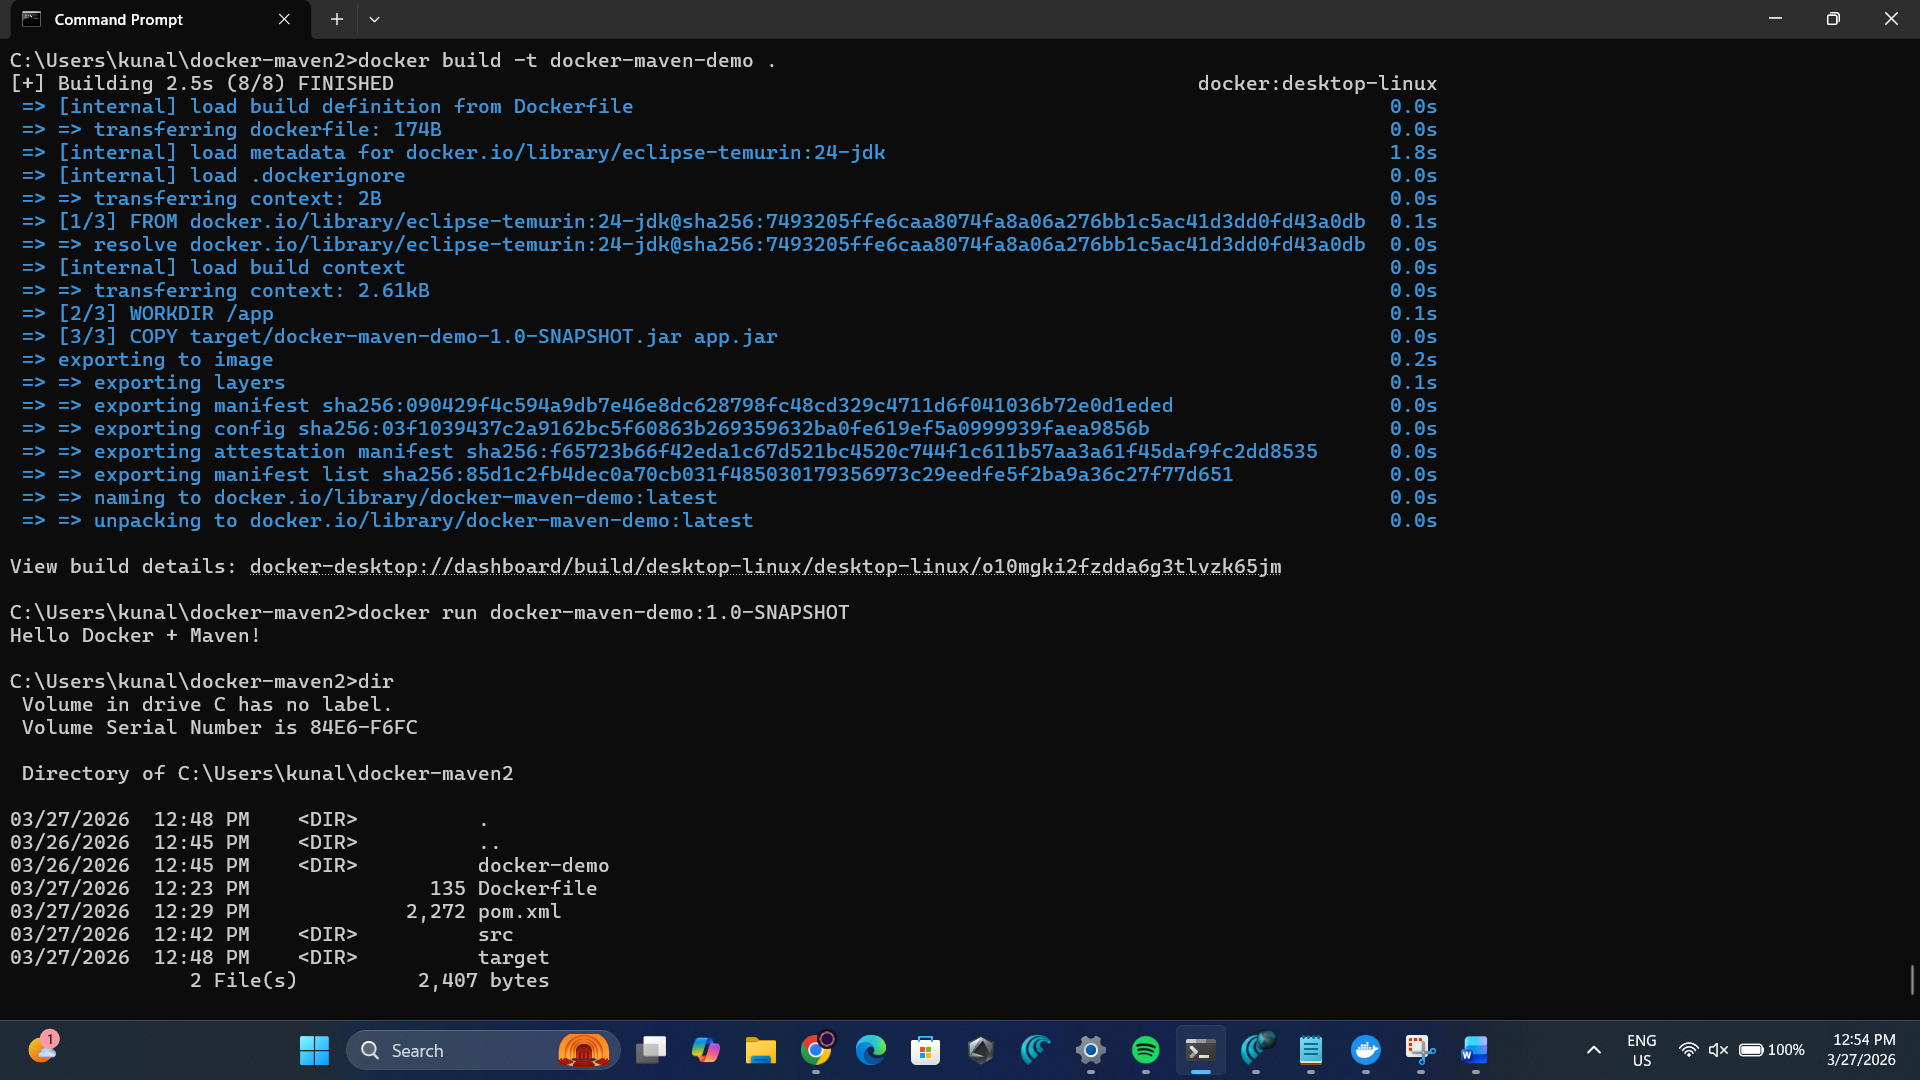 Command Prompt
C:\Users\kunal\docker-maven2>docker build -t docker-maven-demo .
[+] Building 2.5s (8/8) FINISHED docker:desktop-linux
=> [internal] load build definition from Dockerfile 0.0s
=> => transferring dockerfile: 174B 0.0s
=> [internal] load metadata for docker.io/library/eclipse-temurin:24-jdk 1.8s
=> [internal] load .dockerignore 0.0s
=> => transferring context: 2B 0.0s
=> [1/3] FROM docker.io/library/eclipse-temurin:24-jdk@sha256:7493205ffe6caa8074fa8a06a276bb1c5ac41d3dd0fd43a0db 0.1s
=> => resolve docker.io/library/eclipse-temurin:24-jdk@sha256:7493205ffe6caa8074fa8a06a276bb1c5ac41d3dd0fd43a0db 0.0s
=> [internal] load build context 0.0s
=> => transferring context: 2.61kB 0.0s
=> [2/3] WORKDIR /app 0.1s
=> [3/3] COPY target/docker-maven-demo-1.0-SNAPSHOT.jar app.jar 0.0s
=> exporting to image 0.2s
=> => exporting layers 0.1s
=> => exporting manifest sha256:090429f4c594a9db7e46e8dc628798fc48cd329c4711d6f041036b72e0d1eded 0.0s
=> => exporting config sha256:03f1039437c2a9162bc5f60863b269359632ba0fe619ef5a0999939faea9856b 0.0s
=> => exporting attestation manifest sha256:f65723b66f42eda1c67d521bc4520c744f1c611b57aa3a61f45daf9fc2dd8535 0.0s
=> => exporting manifest list sha256:85d1c2fb4dec0a70cb031f485030179356973c29eedfe5f2ba9a36c27f77d651 0.0s
=> => naming to docker.io/library/docker-maven-demo:latest 0.0s
=> => unpacking to docker.io/library/docker-maven-demo:latest 0.0s
View build details: docker-desktop://dashboard/build/desktop-linux/desktop-linux/o10mgki2fzdda6g3tlvzk65jm
C:\Users\kunal\docker-maven2>docker run docker-maven-demo:1.0-SNAPSHOT
Hello Docker + Maven!
C:\Users\kunal\docker-maven2>dir
Volume in drive C has no label.
Volume Serial Number is 84E6-F6FC
Directory of C:\Users\kunal\docker-maven2
03/27/2026 12:48 PM <DIR> .
03/26/2026 12:45 PM <DIR> ..
03/26/2026 12:45 PM <DIR> docker-demo
03/27/2026 12:23 PM 135 Dockerfile
03/27/2026 12:29 PM 2,272 pom.xml
03/27/2026 12:42 PM <DIR> src
03/27/2026 12:48 PM <DIR> target
2 File(s) 2,407 bytes
1
Search
W
ENG
US
100%
12:54 PM
3/27/2026